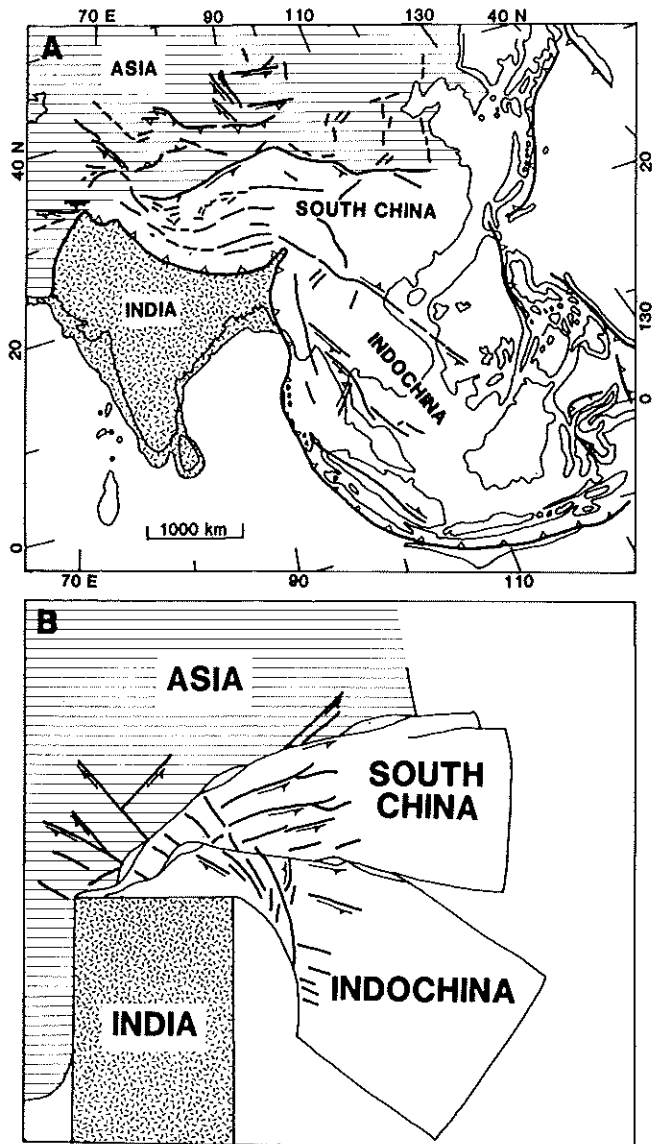 70 E 90 110 130 40 N
A
ASIA
40 N
20
SOUTH CHINA
INDIA
130
20
INDOCHINA
0
1000 km
0
70 E 90 110
B
ASIA
SOUTH
CHINA
INDOCHINA
INDIA